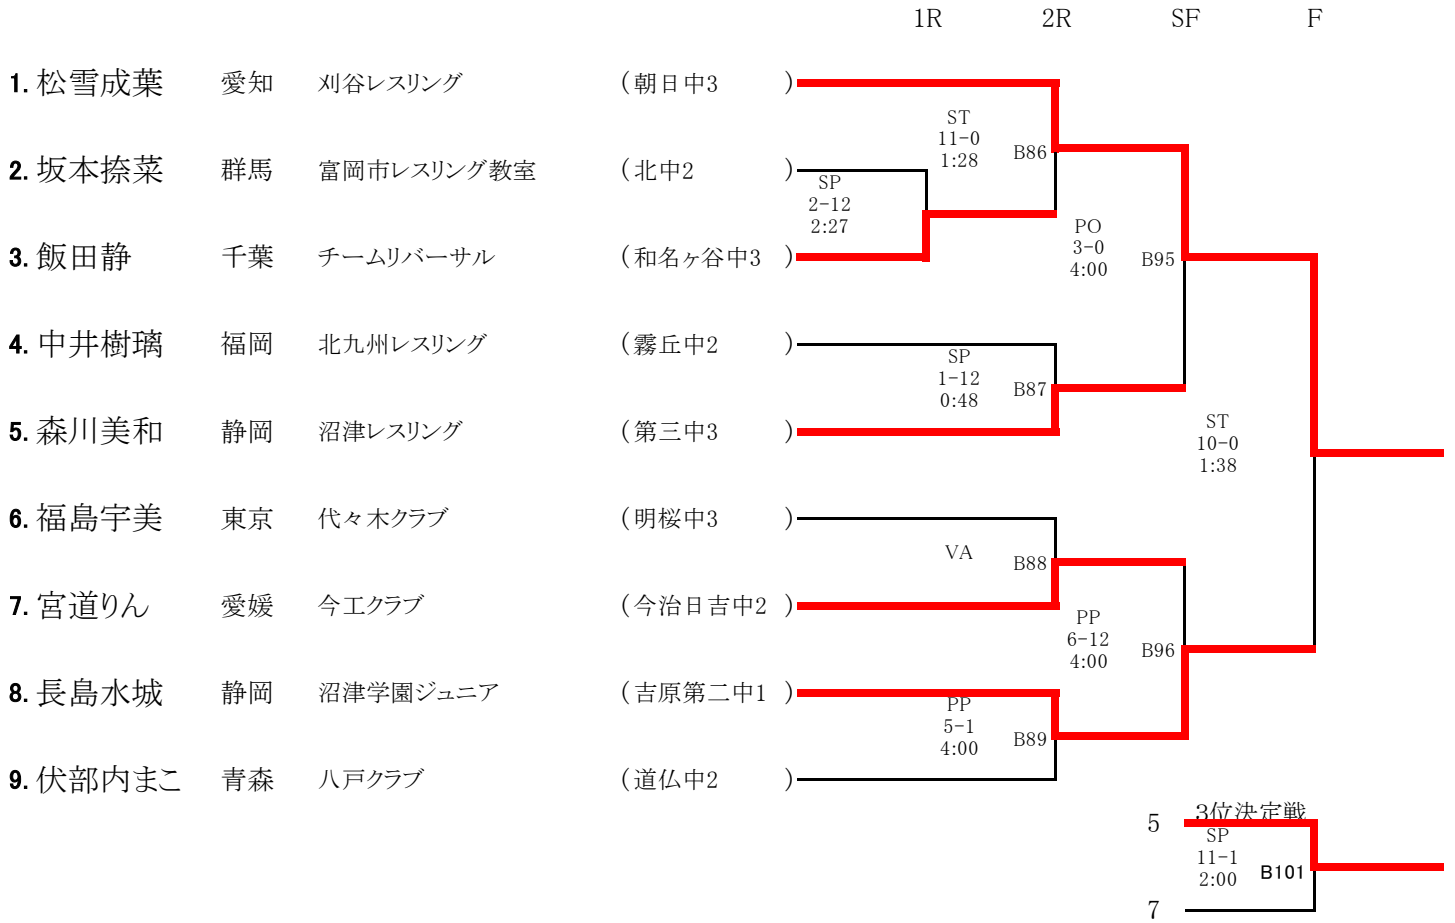 1R 2R SF F
1. 松雪成葉 愛知 刈谷レスリング (朝日中3 )
ST
11-0
1:28
B86
2. 坂本捺菜 群馬 富岡市レスリング教室 (北中2 )
SP
2-12
2:27
PO
3-0
4:00
B95
3. 飯田静 千葉 チームリバーサル (和名ヶ谷中3 )
4. 中井樹璃 福岡 北九州レスリング (霧丘中2 )
SP
1-12
0:48
B87
5. 森川美和 静岡 沼津レスリング (第三中3 )
ST
10-0
1:38
6. 福島宇美 東京 代々木クラブ (明桜中3 )
VA
B88
7. 宮道りん 愛媛 今工クラブ (今治日吉中2 )
PP
6-12
4:00
B96
8. 長島水城 静岡 沼津学園ジュニア (吉原第二中1 )
PP
5-1
4:00
B89
9. 伏部内まこ 青森 八戸クラブ (道仏中2 )
3位決定戦
5
SP
11-1
2:00
B101
7